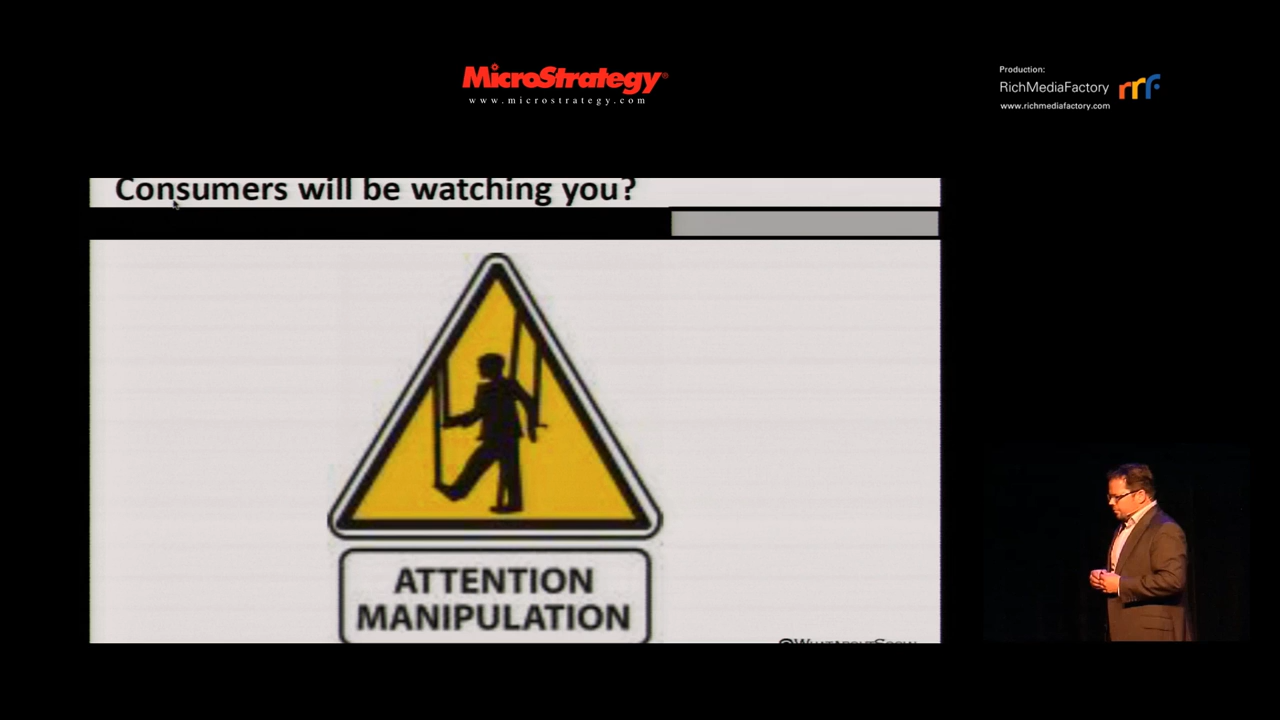 MicroStrategy®
www.microstrategy.com
Production:
RichMediaFactory rrf
www.richmediafactory.com
Consumers will be watching you?
ATTENTION
MANIPULATION